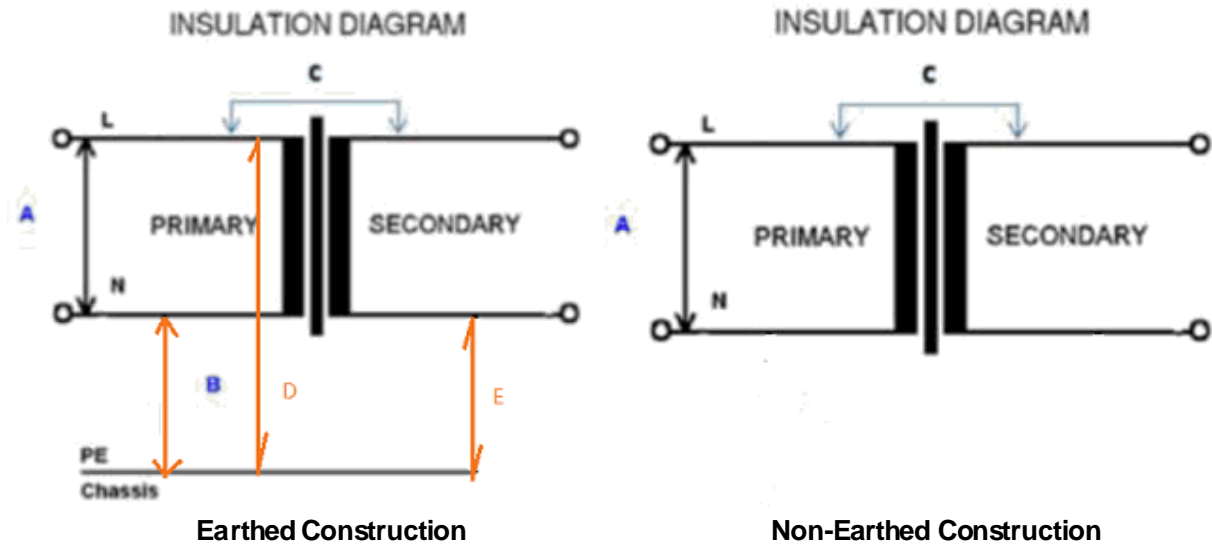 INSULATION DIAGRAM
C
L
A
PRIMARY
SECONDARY
N
B
D
E
PE
Chassis
Earthed Construction
INSULATION DIAGRAM
C
L
A
PRIMARY
SECONDARY
N
Non-Earthed Construction